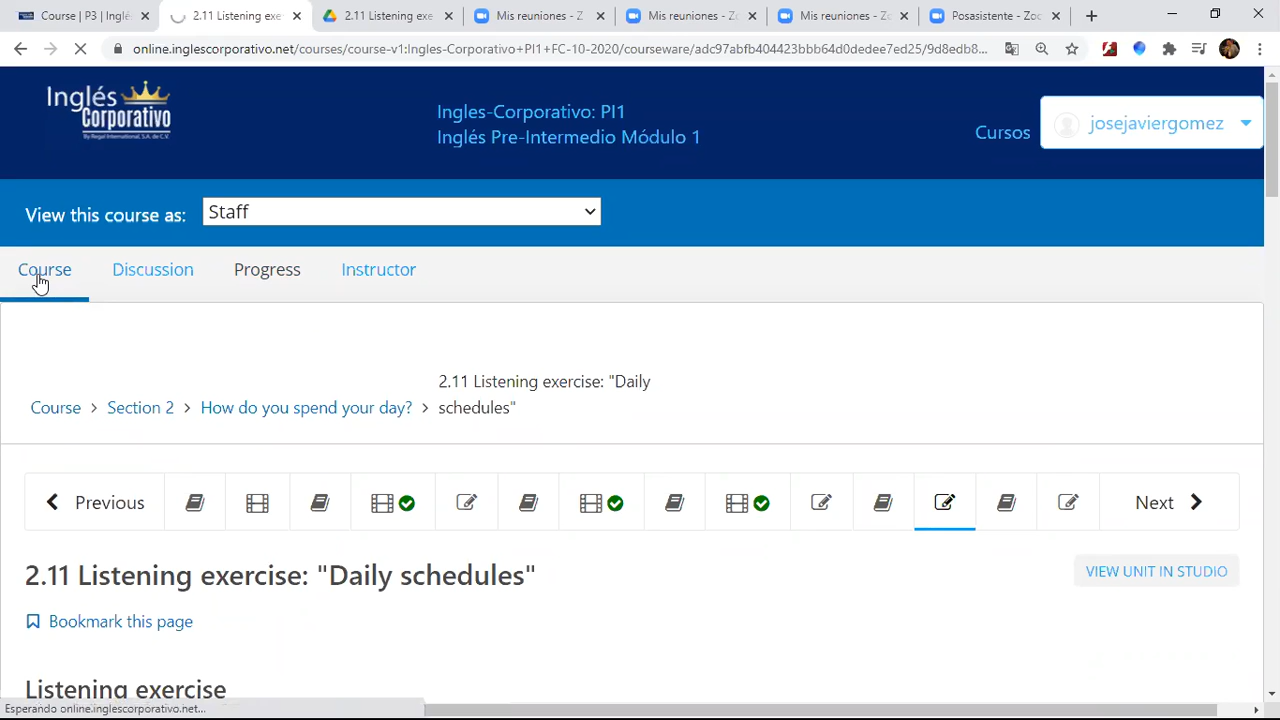 Course | P3 | Inglé
2.11 Listening exe
2.11 Listening exe
Mis reuniones - Z
Mis reuniones - Z
Mis reuniones - Z
Posasistente - Zo
online.inglescorporativo.net/courses/course-v1:Ingles-Corporativo+PI1+FC-10-2020/courseware/adc97abfb404423bbb64d0dedee7ed25/9d8edb8...
Inglés
Corporativo
By Regal International, S.A. de C.V.
Ingles-Corporativo: PI1
Inglés Pre-Intermedio Módulo 1
Cursos
josejaviergomez
View this course as:
Staff
Course
Discussion
Progress
Instructor
Course > Section 2 > How do you spend your day? > 2.11 Listening exercise: "Daily
schedules"
Previous
Next
2.11 Listening exercise: "Daily schedules"
VIEW UNIT IN STUDIO
Bookmark this page
Listening exercise
Esperando online.inglescorporativo.net...